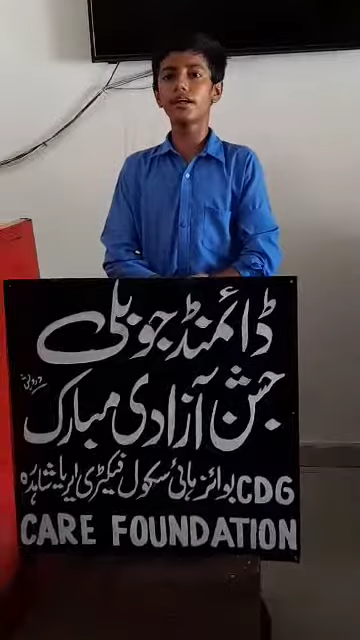 ڈائمنڈ جوبلی
جشن آزادی مبارک
CDG بوائز ہائی سکول فیکٹری ایریا شاہدرہ
CARE FOUNDATION